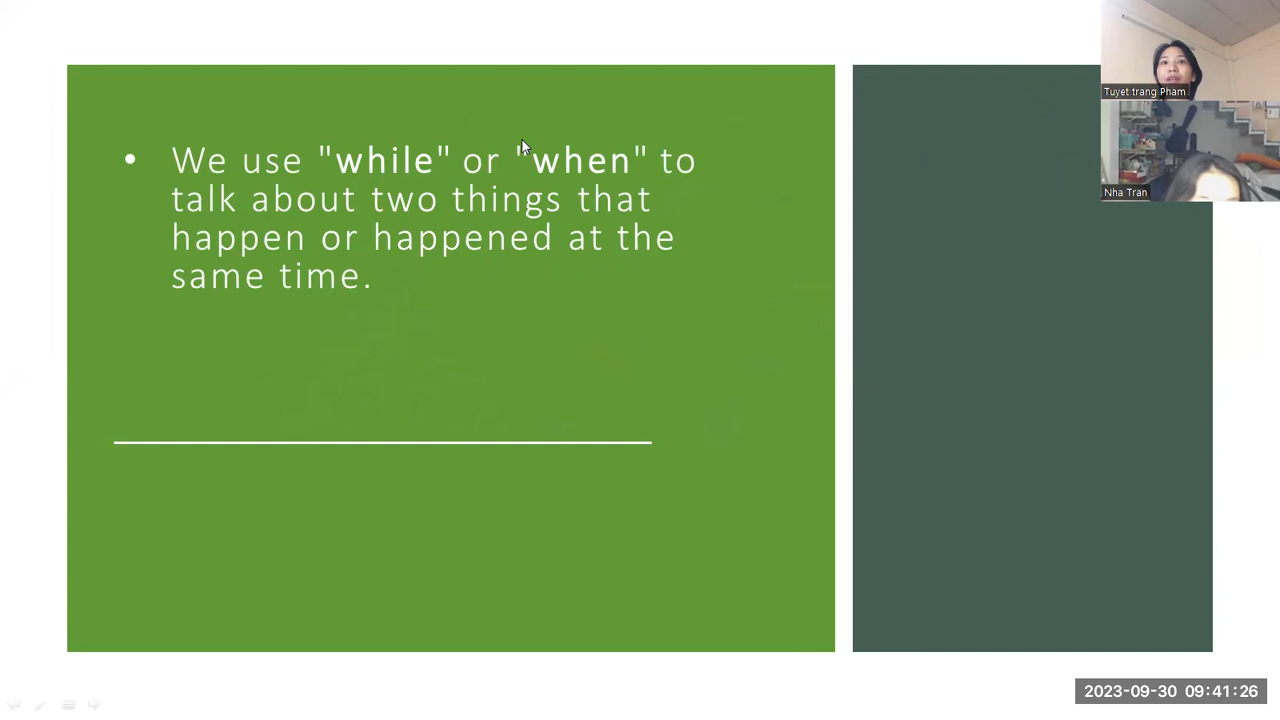 • We use "while" or "when" to
talk about two things that
happen or happened at the
same time.
Tuyet trang Pham
Nha Tran
2023-09-30 09:41:26